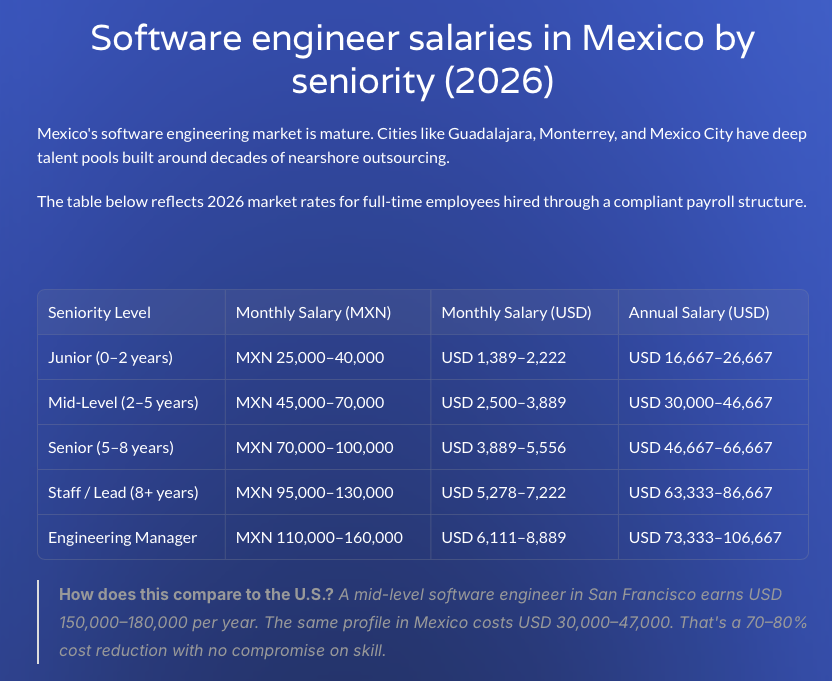 Software engineer salaries in Mexico by
seniority (2026)
Mexico's software engineering market is mature. Cities like Guadalajara, Monterrey, and Mexico City have deep
talent pools built around decades of nearshore outsourcing.
The table below reflects 2026 market rates for full-time employees hired through a compliant payroll structure.
Seniority Level Monthly Salary (MXN) Monthly Salary (USD) Annual Salary (USD)
Junior (0–2 years) MXN 25,000–40,000 USD 1,389–2,222 USD 16,667–26,667
Mid-Level (2–5 years) MXN 45,000–70,000 USD 2,500–3,889 USD 30,000–46,667
Senior (5–8 years) MXN 70,000–100,000 USD 3,889–5,556 USD 46,667–66,667
Staff / Lead (8+ years) MXN 95,000–130,000 USD 5,278–7,222 USD 63,333–86,667
Engineering Manager MXN 110,000–160,000 USD 6,111–8,889 USD 73,333–106,667
How does this compare to the U.S.? A mid-level software engineer in San Francisco earns USD
150,000–180,000 per year. The same profile in Mexico costs USD 30,000–47,000. That's a 70–80%
cost reduction with no compromise on skill.